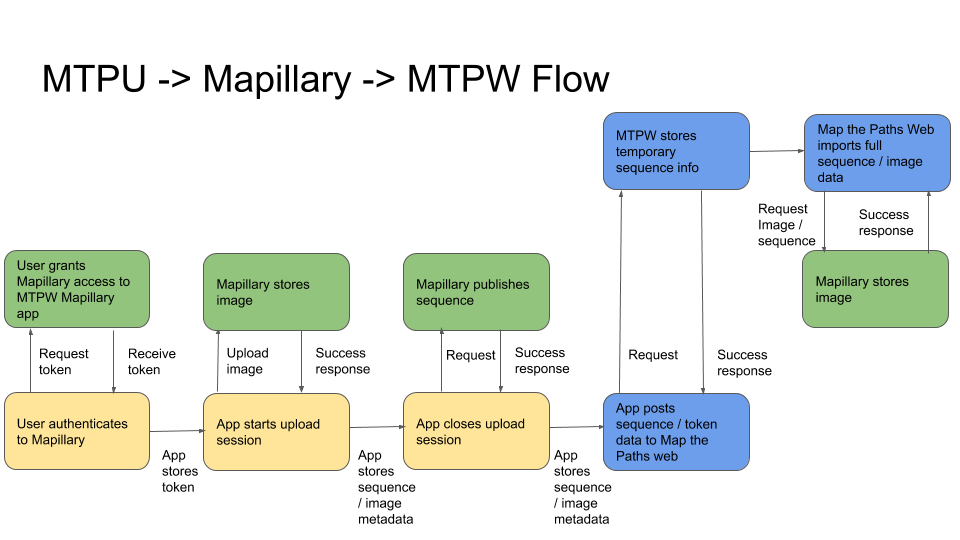 MTPU -> Mapillary -> MTPW Flow
MTPW stores
temporary
sequence info
Map the Paths Web
imports full
sequence / image
data
Request
Image /
sequence
Success
response
User grants
Mapillary access to
MTPW Mapillary
app
Mapillary stores
image
Mapillary publishes
sequence
Mapillary stores
image
Request
token
Receive
token
Upload
image
Success
response
Request
Success
response
Request
Success
response
User authenticates
to Mapillary
App starts upload
session
App closes upload
session
App posts
sequence / token
data to Map the
Paths web
App
stores
token
App
stores
sequence
/ image
metadata
App
stores
sequence
/ image
metadata